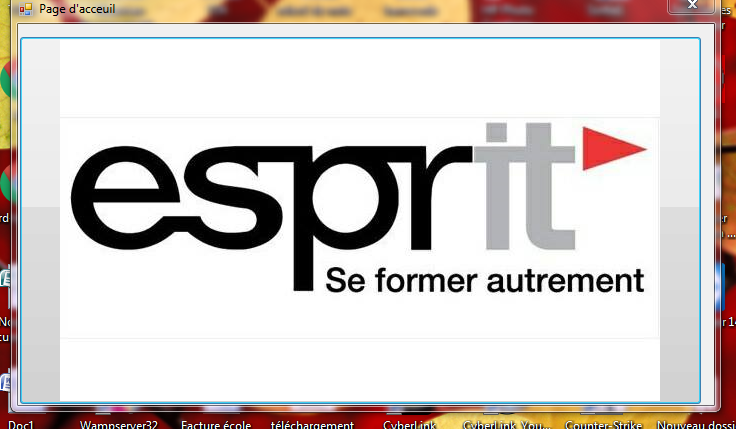 Page d'acceuil
esprit
Se former autrement
Doc1 Wampserver32 Facture école téléchargement CyberLink CyberLink You... Counter-Strike Nouveau dossi